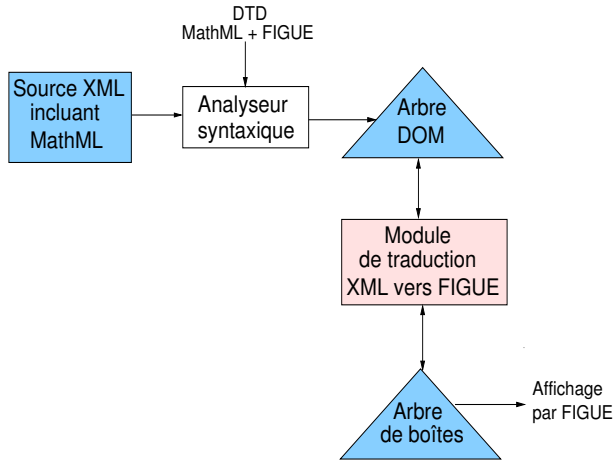 DTD
MathML + FIGUE
Source XML
incluant
MathML
Analyseur
syntaxique
Arbre
DOM
Module
de traduction
XML vers FIGUE
Arbre
de boîtes
Affichage
par FIGUE